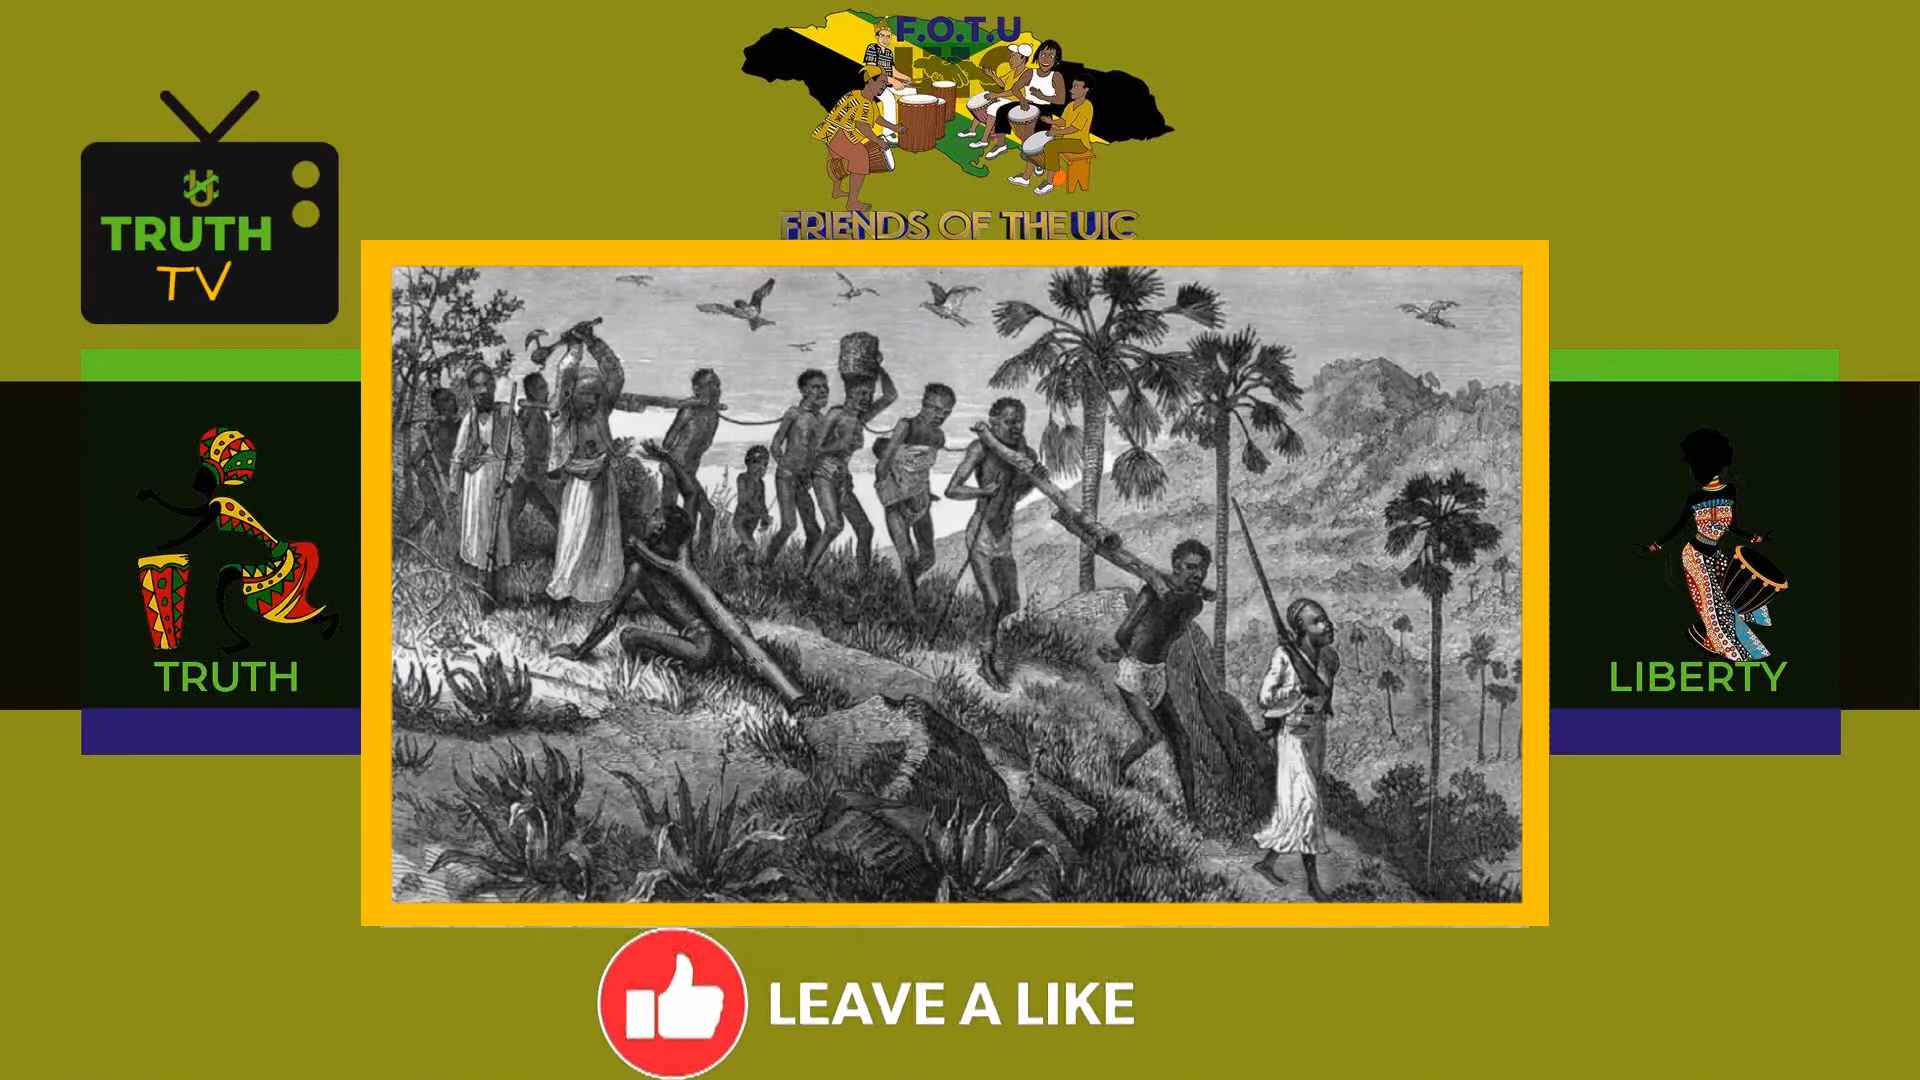 F.O.T.U
FRIENDS OF THE UIC
TRUTH
TV
TRUTH
LIBERTY
LEAVE A LIKE